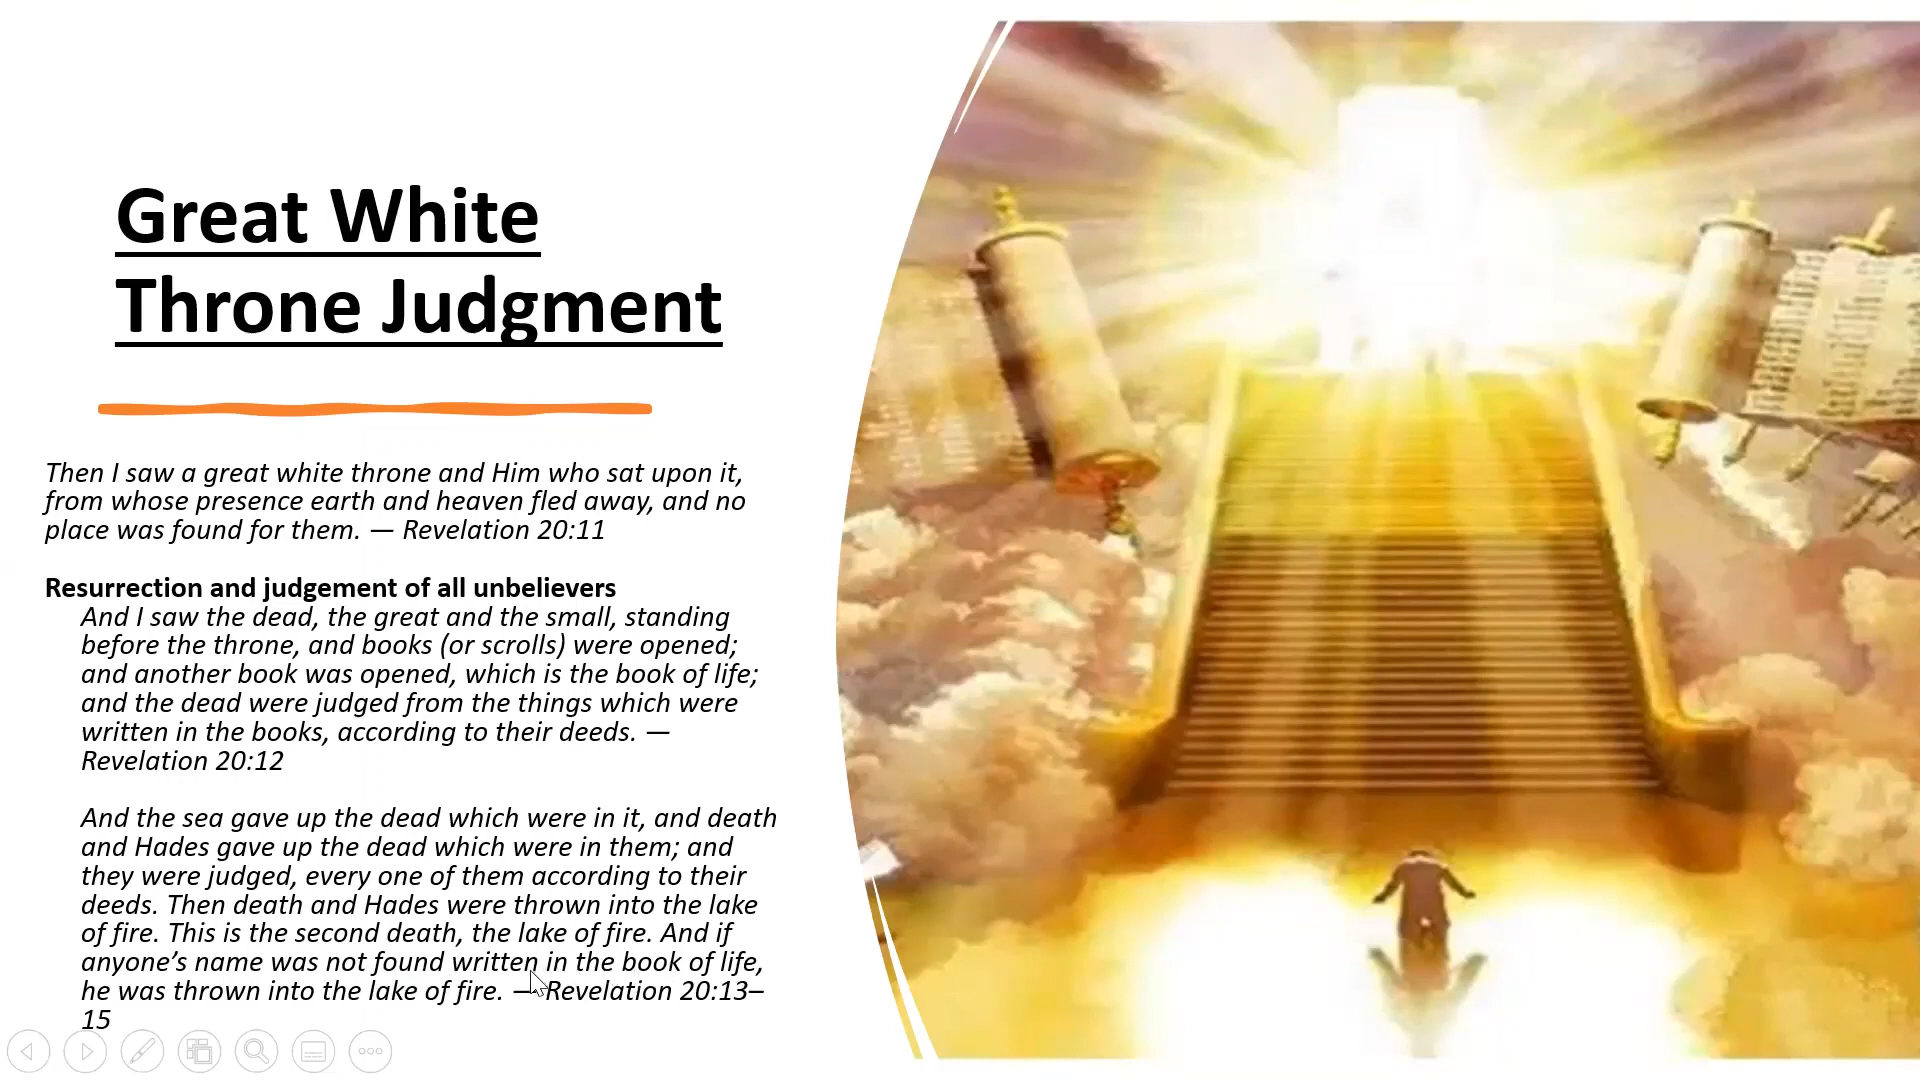 Great White
Throne Judgment
Then I saw a great white throne and Him who sat upon it,
from whose presence earth and heaven fled away, and no
place was found for them. — Revelation 20:11
Resurrection and judgement of all unbelievers
And I saw the dead, the great and the small, standing
before the throne, and books (or scrolls) were opened;
and another book was opened, which is the book of life;
and the dead were judged from the things which were
written in the books, according to their deeds. —
Revelation 20:12
And the sea gave up the dead which were in it, and death
and Hades gave up the dead which were in them; and
they were judged, every one of them according to their
deeds. Then death and Hades were thrown into the lake
of fire. This is the second death, the lake of fire. And if
anyone’s name was not found written in the book of life,
he was thrown into the lake of fire. — Revelation 20:13–
15